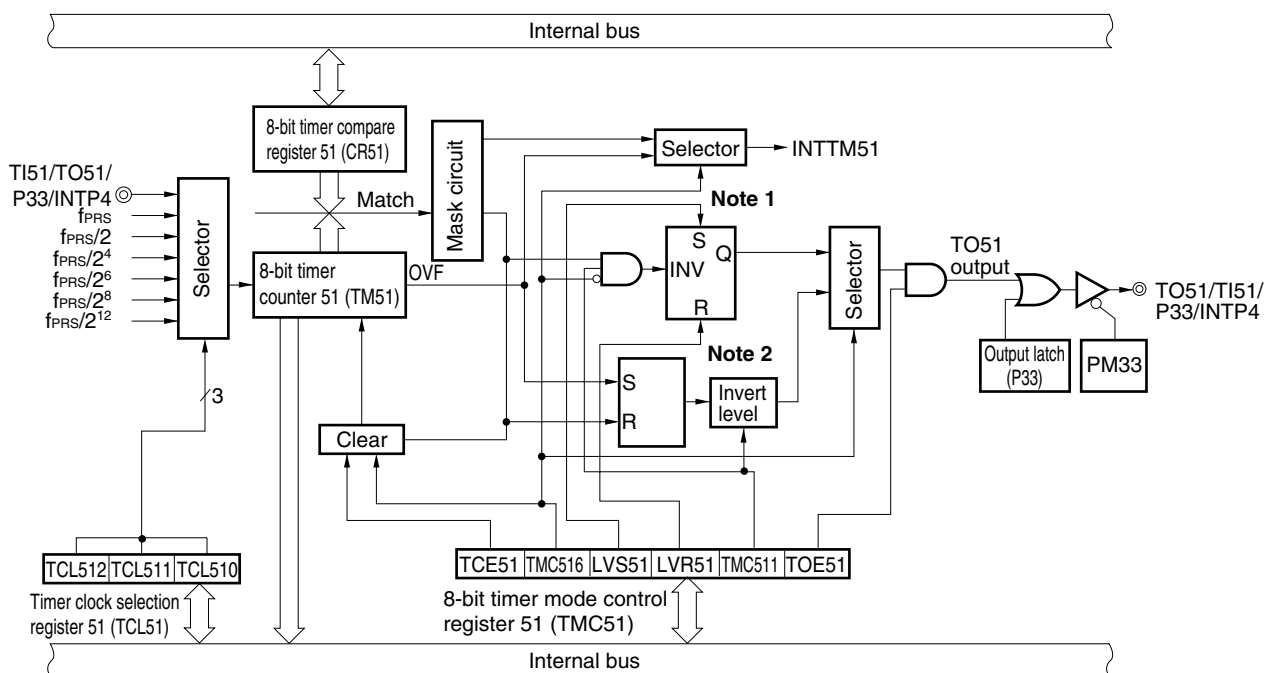 Internal bus
8-bit timer compare
register 51 (CR51)
Mask circuit
Selector
INTTM51
TI51/TO51/
P33/INTP4
Match
Note 1
fPRS
fPRS/2
fPRS/2⁴
fPRS/2⁶
fPRS/2⁸
fPRS/2¹²
Selector
8-bit timer
counter 51 (TM51)
OVF
S
INV
Q
R
Selector
TO51
output
TO51/TI51/
P33/INTP4
Note 2
Output latch
(P33)
PM33
S
R
Invert
level
3
Clear
TCL512 TCL511 TCL510
Timer clock selection
register 51 (TCL51)
TCE51 TMC516 LVS51 LVR51 TMC511 TOE51
8-bit timer mode control
register 51 (TMC51)
Internal bus